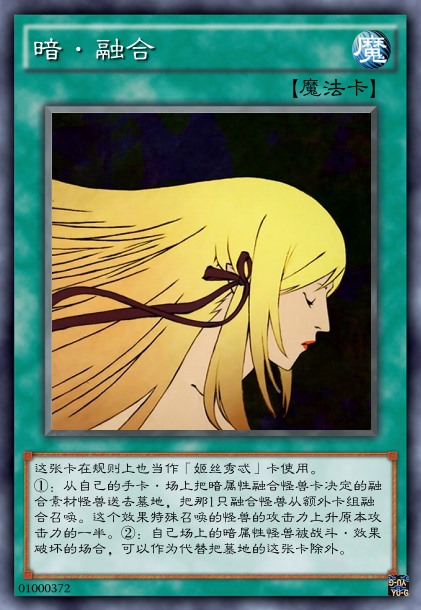 暗·融合
魔
【魔法卡】
这张卡在规则上也当作「姬丝秀忒」卡使用。
①：从自己的手卡·场上把暗属性融合怪兽卡决定的融
合素材怪兽送去墓地，把那1只融合怪兽从额外卡组融
合召唤。这个效果特殊召唤的怪兽的攻击力上升原本攻
击力的一半。②：自己场上的暗属性怪兽被战斗·效果
破坏的场合，可以作为代替把墓地的这张卡除外。
01000372